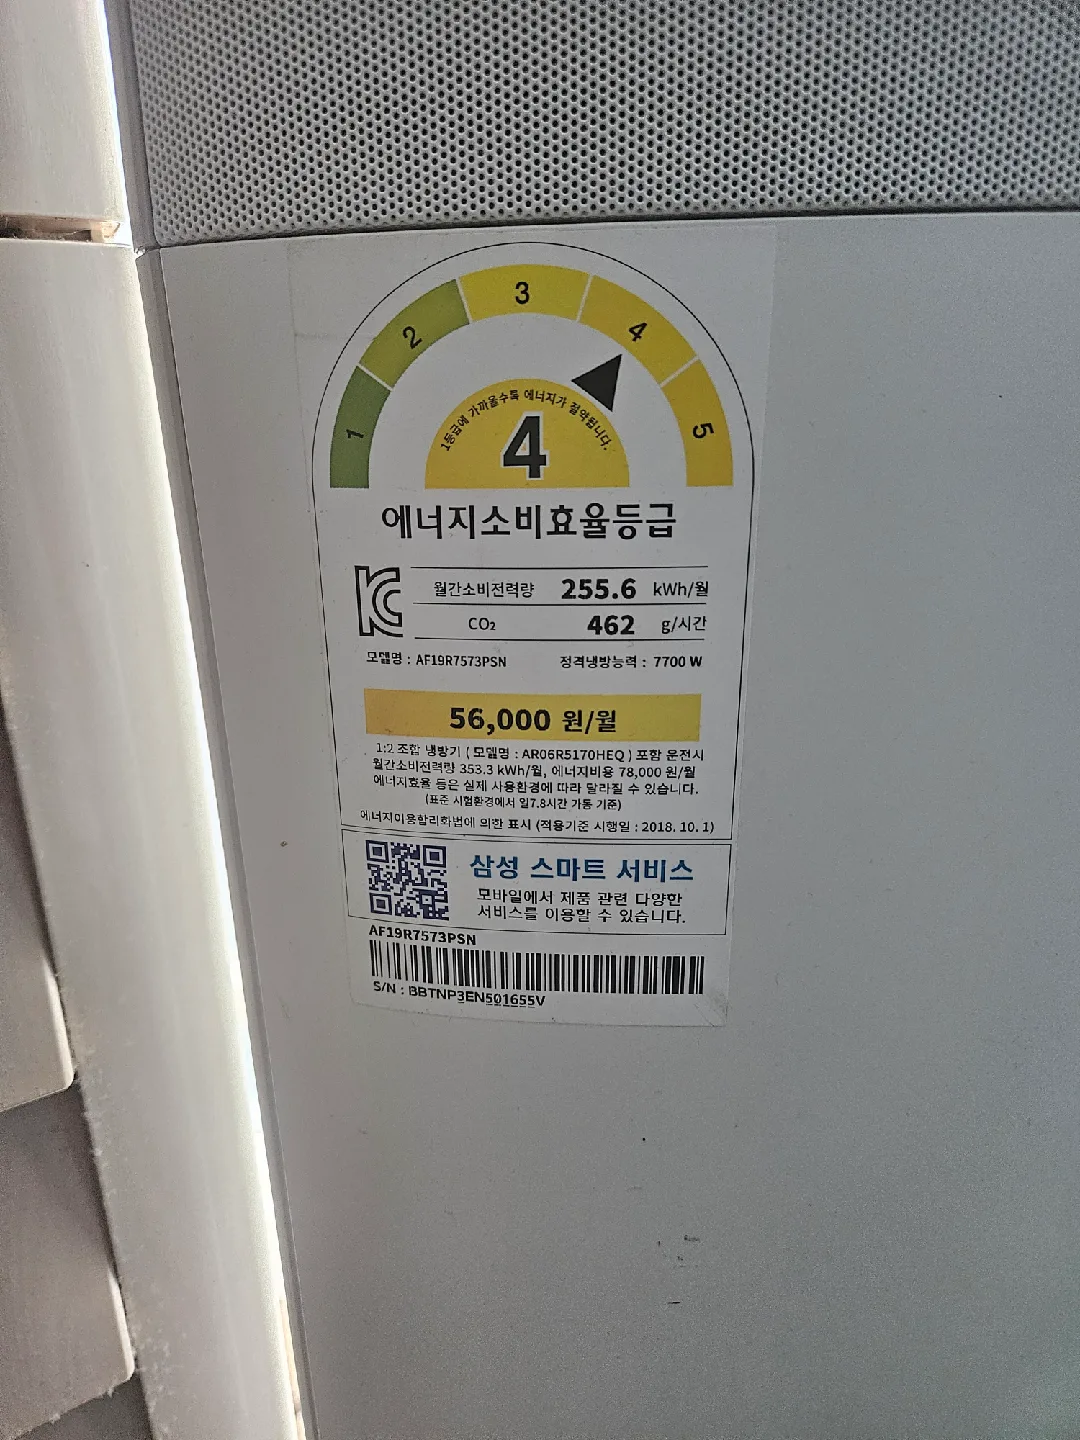 1
2
3
4
5
1등급에 가까울수록 에너지가 절약됩니다.
4
에너지소비효율등급
월간소비전력량 255.6 kWh/월
CO₂ 462 g/시간
모델명 : AF19R7573PSN 정격냉방능력 : 7700 W
56,000 원/월
1:2 조합 냉방기 ( 모델명 : AR06R5170HEQ ) 포함 운전시
월간소비전력량 353.3 kWh/월, 에너지비용 78,000 원/월
에너지효율 등은 실제 사용환경에 따라 달라질 수 있습니다.
(표준 시험환경에서 일7.8시간 가동 기준)
에너지이용합리화법에 의한 표시 (적용기준 시행일 : 2018. 10. 1)
삼성 스마트 서비스
모바일에서 제품 관련 다양한
서비스를 이용할 수 있습니다.
AF19R7573PSN
S/N : BBTNP3EN501655V